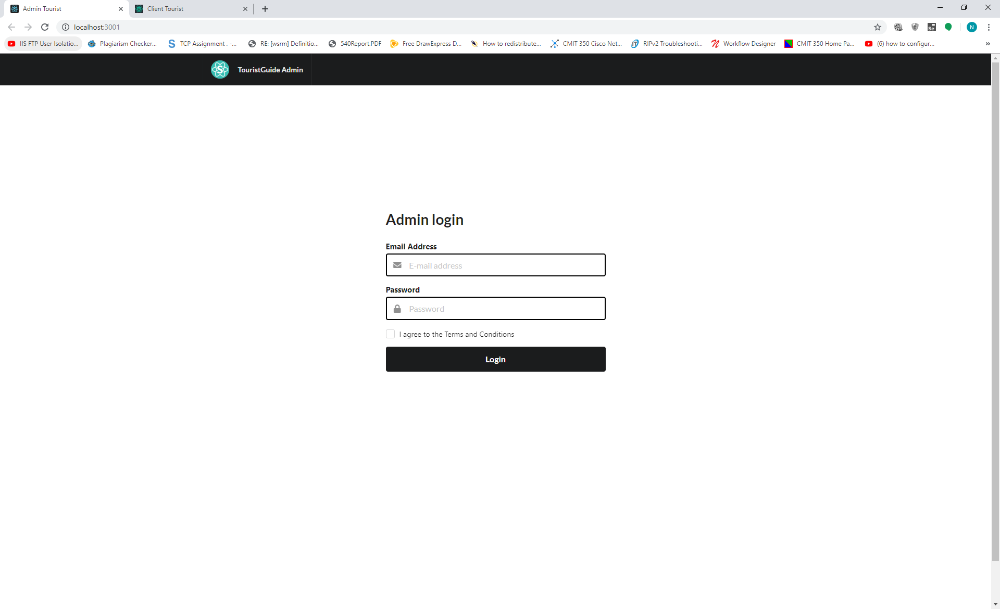 Admin Tourist
Client Tourist
localhost:3001
N
IIS FTP User Isolatio...
Plagiarism Checker...
TCP Assignment . -...
RE: [wsrm] Definitio...
540Report.PDF
Free DrawExpress D...
How to redistribute...
CMIT 350 Cisco Net...
RIPv2 Troubleshooti...
Workflow Designer
CMIT 350 Home Pa...
(6) how to configur...
»
S TouristGuide Admin
Admin login
Email Address
E-mail address
Password
Password
I agree to the Terms and Conditions
Login